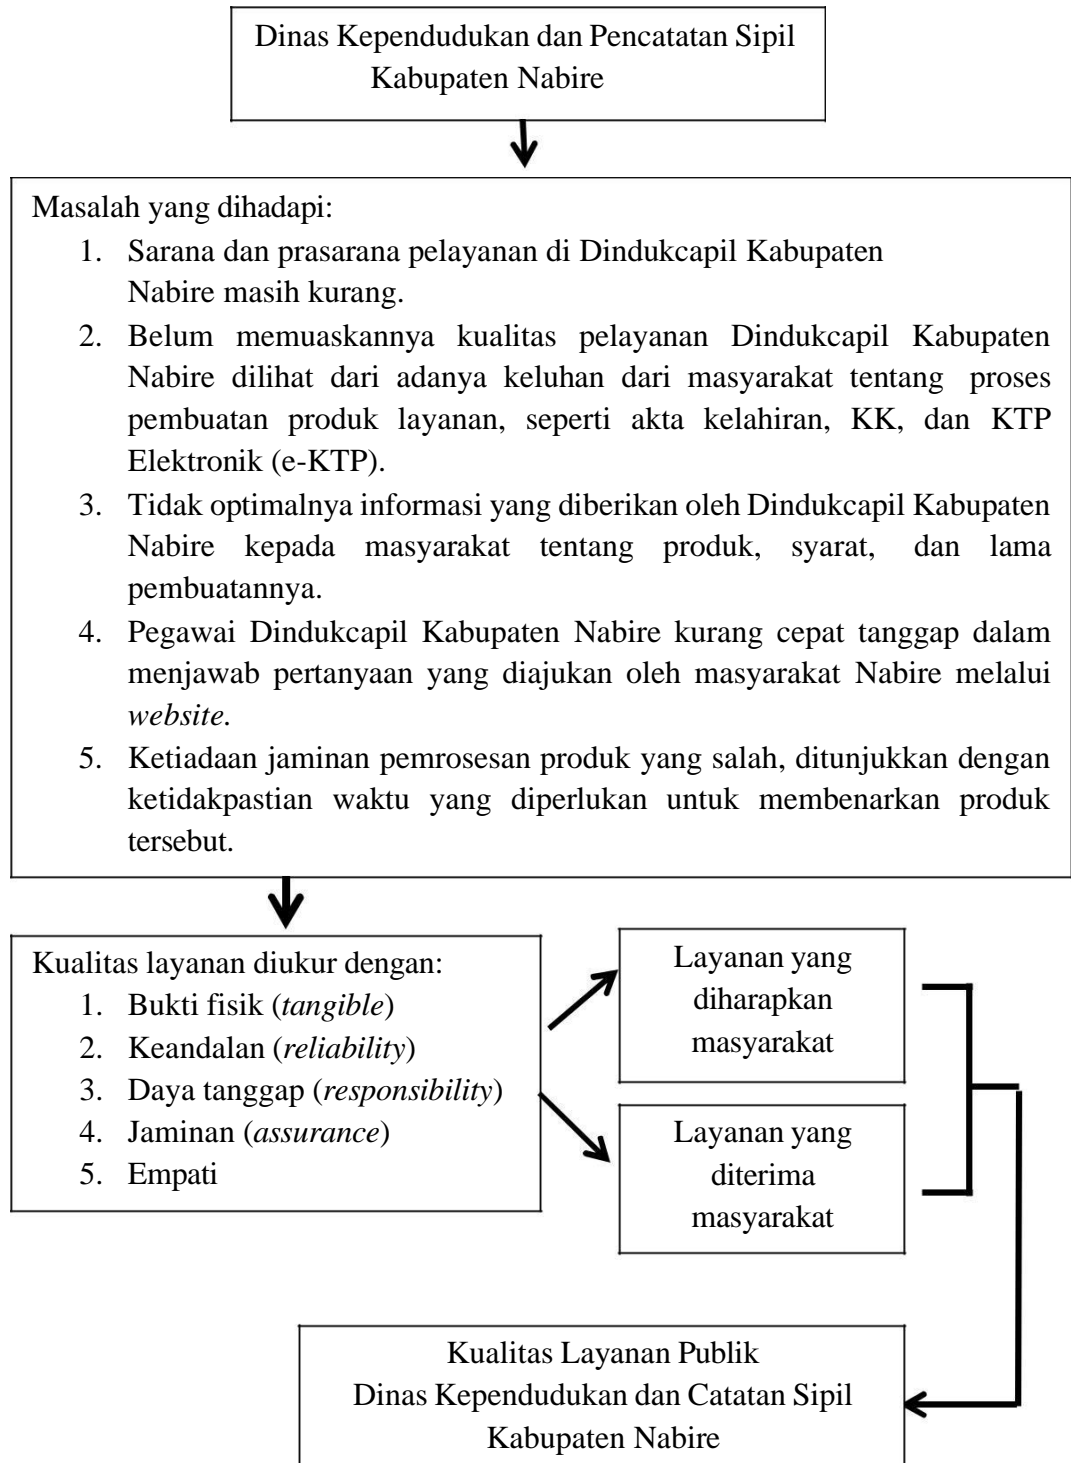 Dinas Kependudukan dan Pencatatan Sipil
Kabupaten Nabire
Masalah yang dihadapi:
1. Sarana dan prasarana pelayanan di Dindukcapil Kabupaten
Nabire masih kurang.
2. Belum memuaskannya kualitas pelayanan Dindukcapil Kabupaten
Nabire dilihat dari adanya keluhan dari masyarakat tentang proses
pembuatan produk layanan, seperti akta kelahiran, KK, dan KTP
Elektronik (e-KTP).
3. Tidak optimalnya informasi yang diberikan oleh Dindukcapil Kabupaten
Nabire kepada masyarakat tentang produk, syarat, dan lama
pembuatannya.
4. Pegawai Dindukcapil Kabupaten Nabire kurang cepat tanggap dalam
menjawab pertanyaan yang diajukan oleh masyarakat Nabire melalui
website.
5. Ketiadaan jaminan pemrosesan produk yang salah, ditunjukkan dengan
ketidakpastian waktu yang diperlukan untuk membenarkan produk
tersebut.
Kualitas layanan diukur dengan:
1. Bukti fisik (tangible)
2. Keandalan (reliability)
3. Daya tanggap (responsibility)
4. Jaminan (assurance)
5. Empati
Layanan yang
diharapkan
masyarakat
Layanan yang
diterima
masyarakat
Kualitas Layanan Publik
Dinas Kependudukan dan Catatan Sipil
Kabupaten Nabire